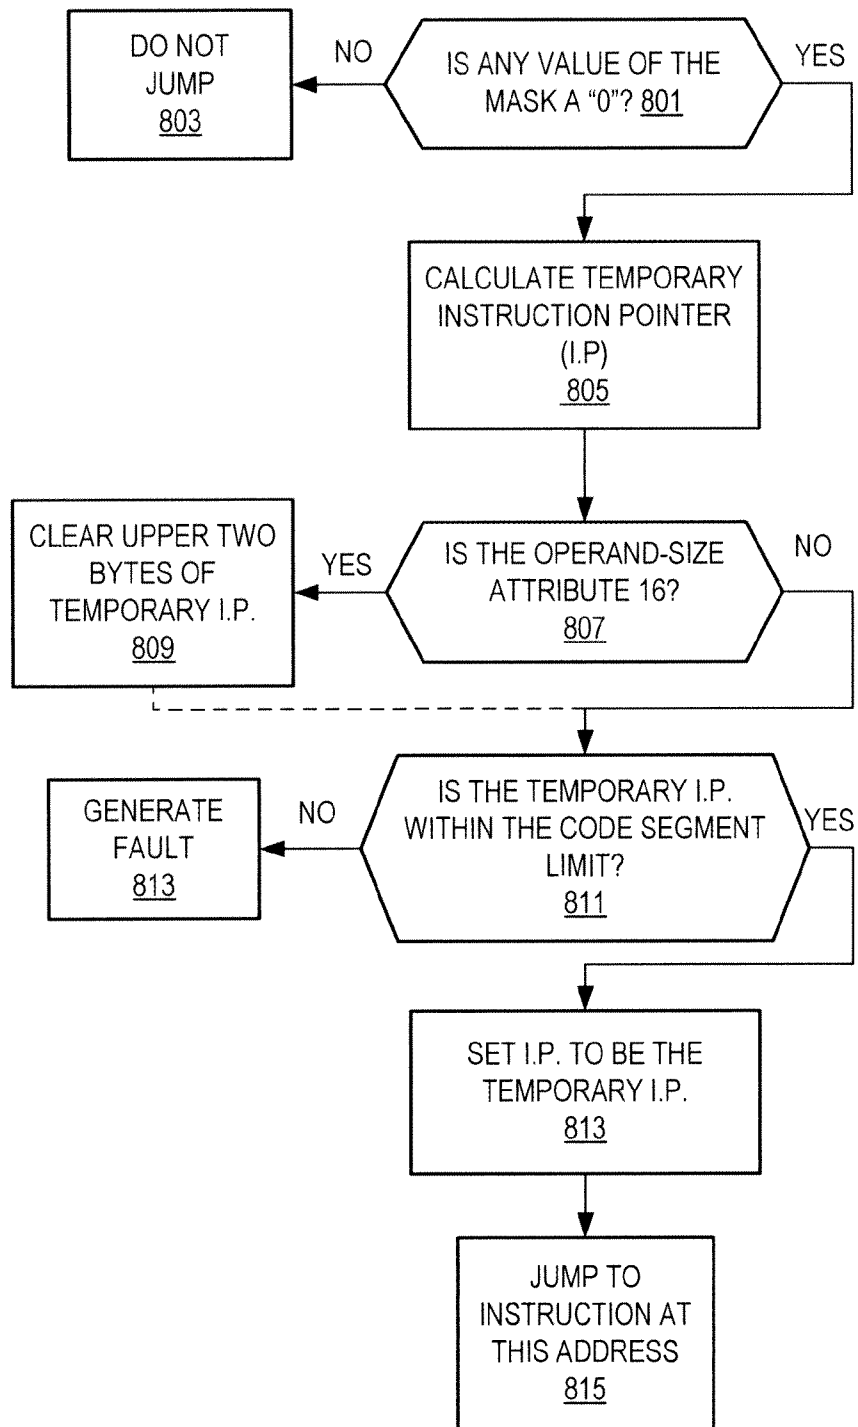 DO NOT
JUMP
803
NO
IS ANY VALUE OF THE
MASK A “0”? 801
YES
CALCULATE TEMPORARY
INSTRUCTION POINTER
(I.P)
805
CLEAR UPPER TWO
BYTES OF
TEMPORARY I.P.
809
YES
IS THE OPERAND-SIZE
ATTRIBUTE 16?
807
NO
GENERATE
FAULT
813
NO
IS THE TEMPORARY I.P.
WITHIN THE CODE SEGMENT
LIMIT?
811
YES
SET I.P. TO BE THE
TEMPORARY I.P.
813
JUMP TO
INSTRUCTION AT
THIS ADDRESS
815